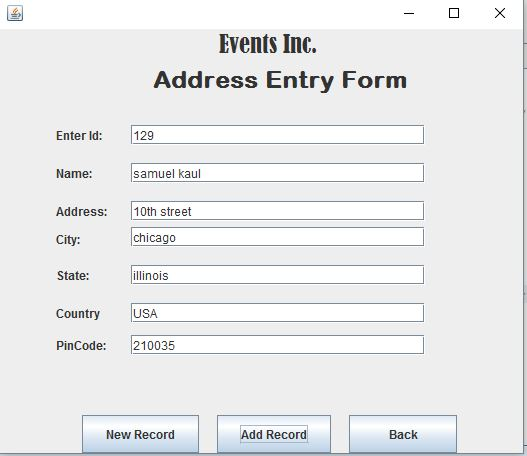 Events Inc.
Address Entry Form
Enter Id: 129
Name: samuel kaul
Address: 10th street
City: chicago
State: illinois
Country USA
PinCode: 210035
New Record Add Record Back